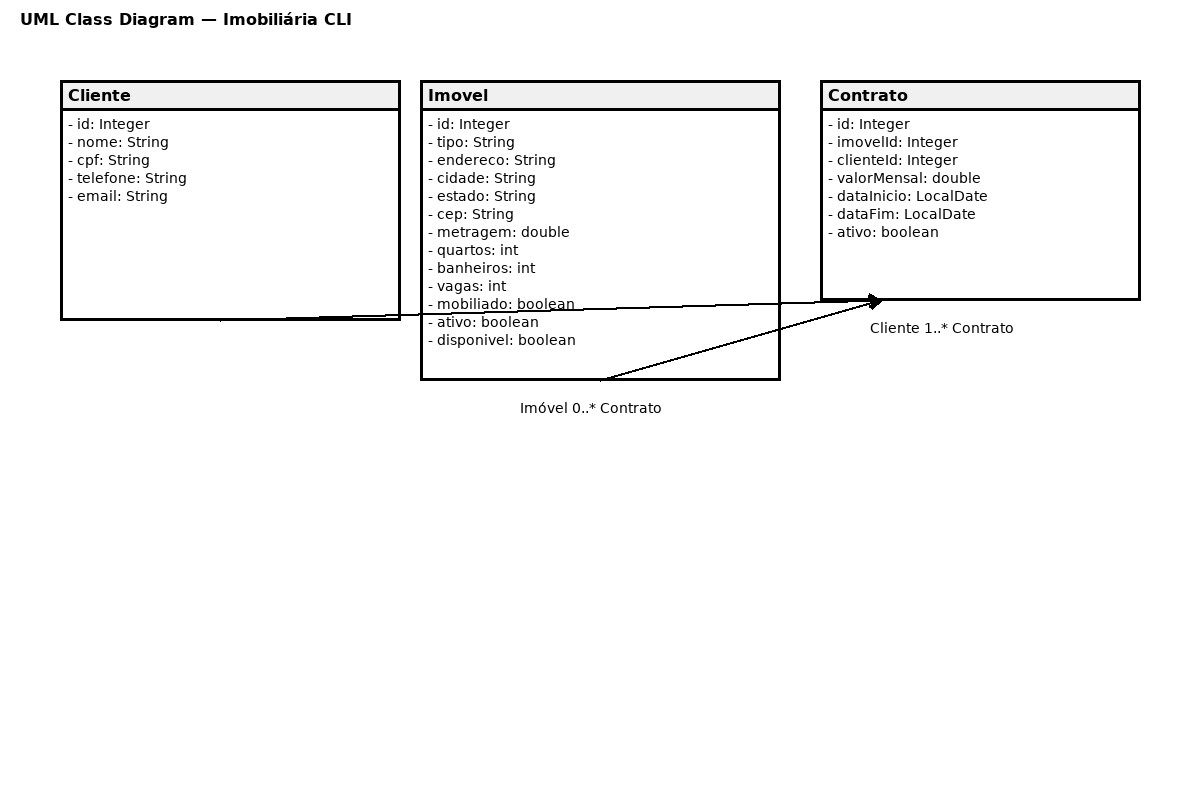 UML Class Diagram — Imobiliária CLI
Cliente
- id: Integer
- nome: String
- cpf: String
- telefone: String
- email: String
Imovel
- id: Integer
- tipo: String
- endereco: String
- cidade: String
- estado: String
- cep: String
- metragem: double
- quartos: int
- banheiros: int
- vagas: int
- mobiliado: boolean
- ativo: boolean
- disponivel: boolean
Contrato
- id: Integer
- imovelId: Integer
- clienteId: Integer
- valorMensal: double
- dataInicio: LocalDate
- dataFim: LocalDate
- ativo: boolean
Cliente 1..* Contrato
Imóvel 0..* Contrato